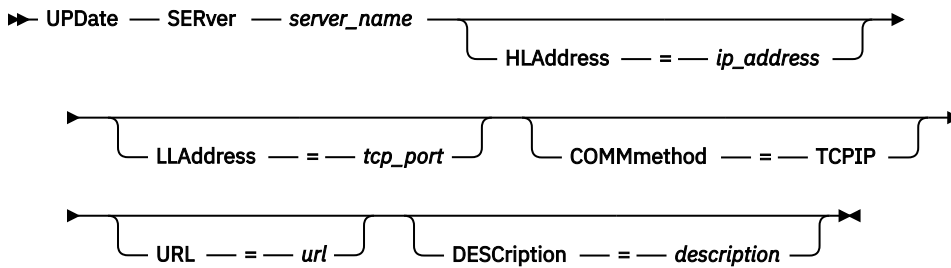 UPDate SERver server_name
HLAddress = ip_address
LLAddress = tcp_port COMMmethod = TCPIP
URL = url DESCription = description